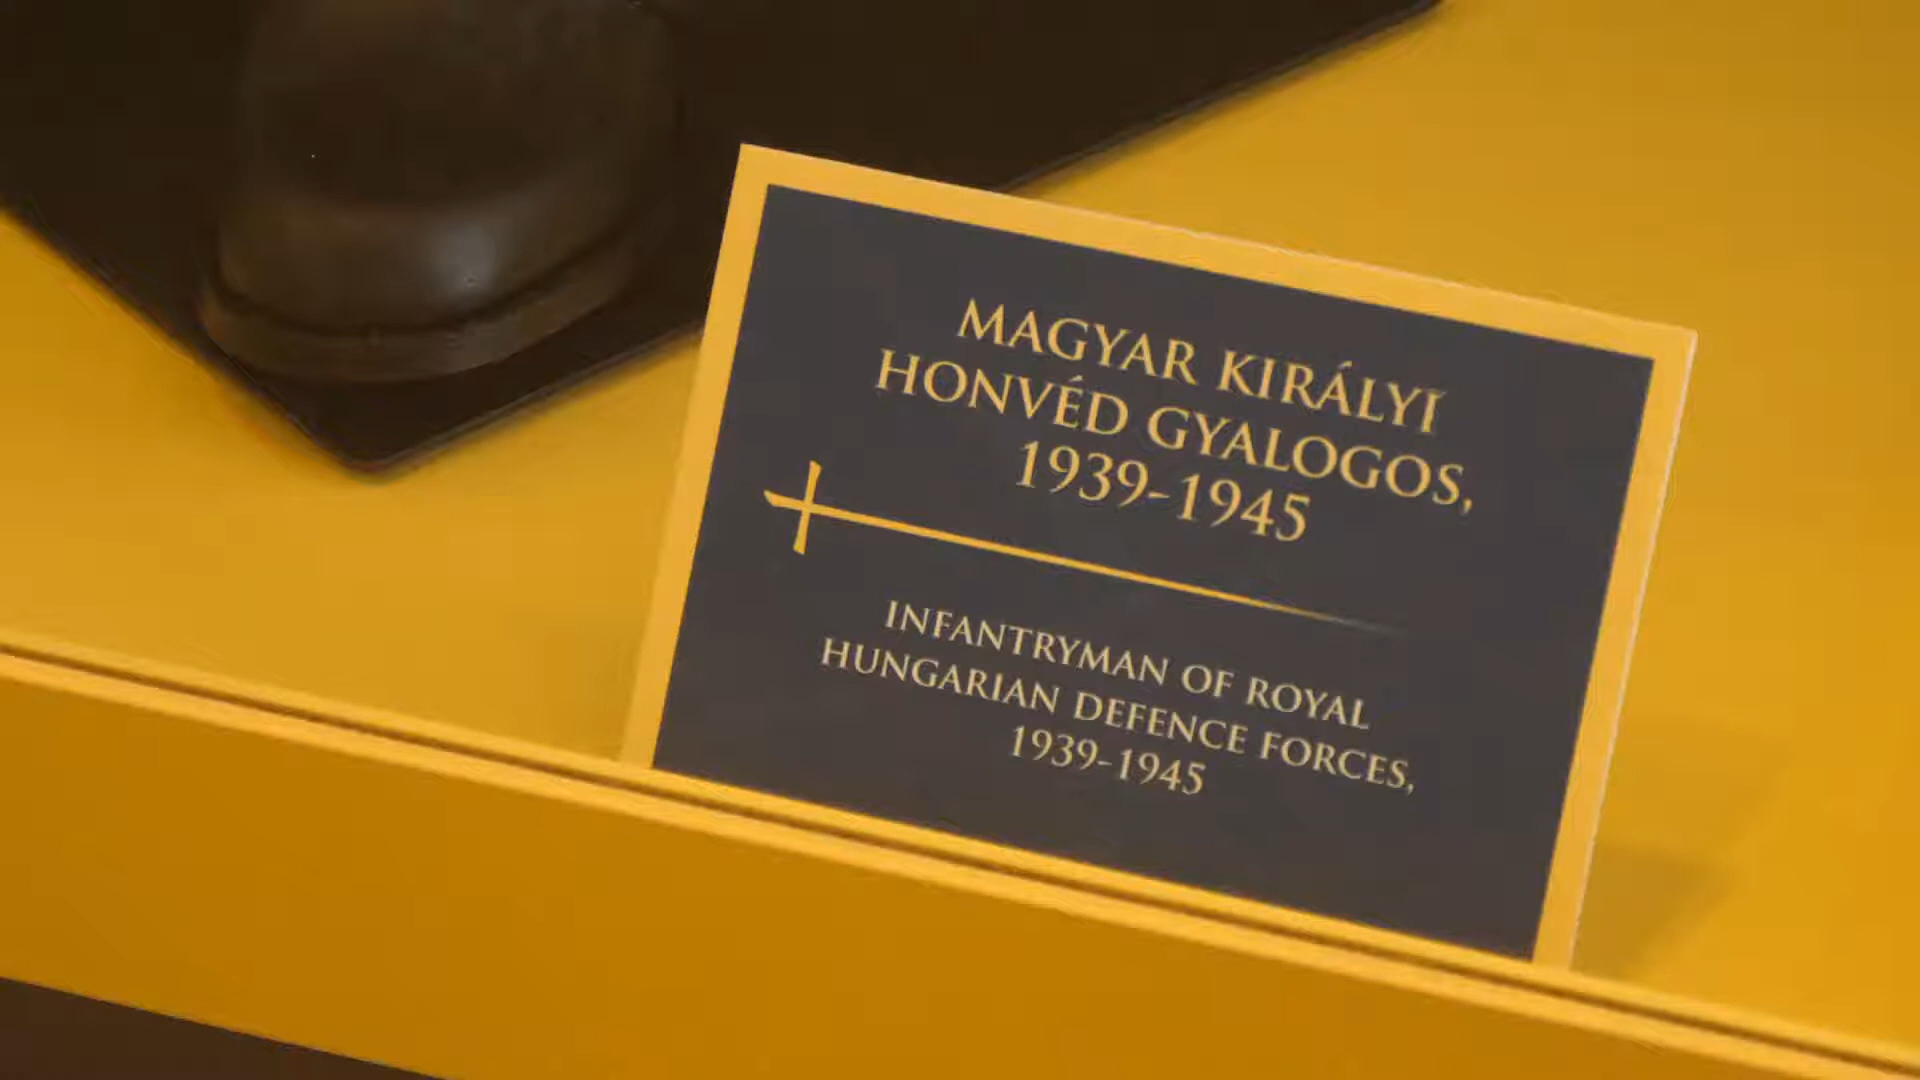 MAGYAR KIRÁLYI
HONVÉD GYALOGOS,
1939-1945
INFANTRYMAN OF ROYAL
HUNGARIAN DEFENCE FORCES,
1939-1945